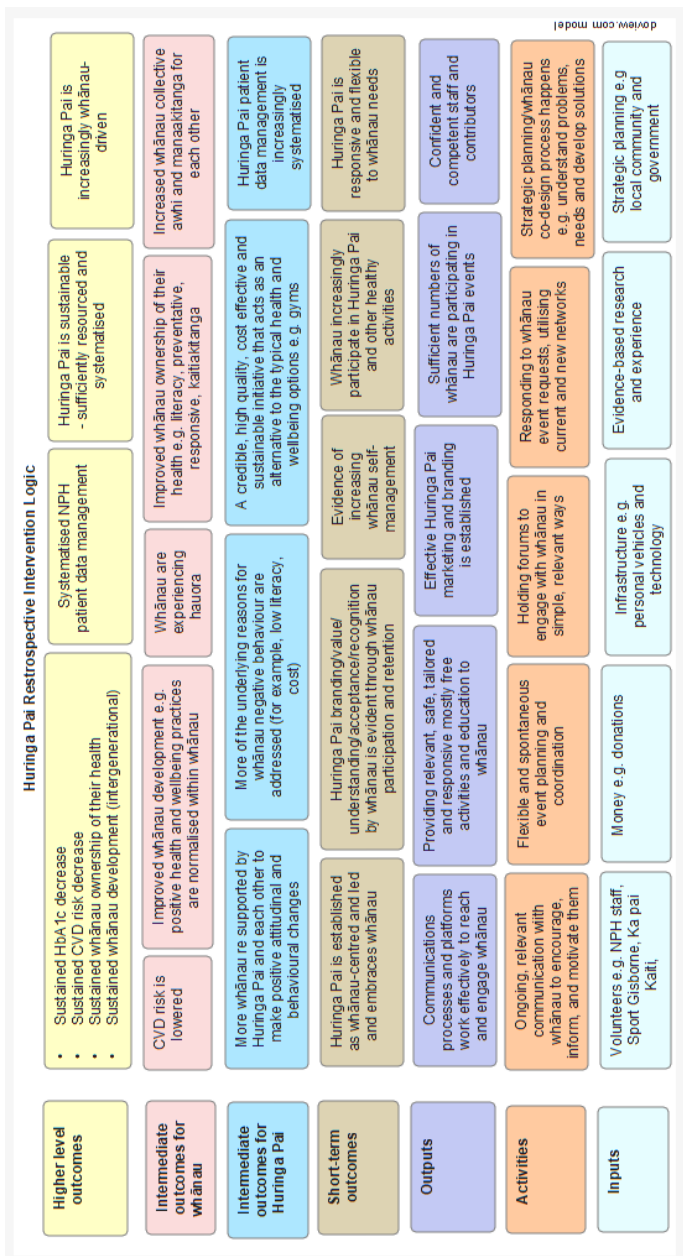 Huringa Pai Restrospective Intervention Logic
Higher level
outcomes
• Sustained HbA1c decrease
• Sustained CVD risk decrease
• Sustained whānau ownership of their health
• Sustained whānau development (intergenerational)
Systematised NPH
patient data management
Huringa Pai is sustainable
- sufficiently resourced and
systematised
Huringa Pai is
increasingly whānau-
driven
Intermediate
outcomes for
whānau
CVD risk is
lowered
Improved whānau development e.g.
positive health and wellbeing practices
are normalised within whānau
Whānau are
experiencing
hauora
Improved whānau ownership of their
health e.g. literacy, preventative,
responsive, kaitiakitanga
Increased whānau collective
awhi and manaakitanga for
each other
Intermediate
outcomes for
Huringa Pai
More whānau re supported by
Huringa Pai and each other to
make positive attitudinal and
behavioural changes
More of the underlying reasons for
whānau negative behaviour are
addressed (for example, low literacy,
cost)
A credible, high quality, cost effective and
sustainable initiative that acts as an
alternative to the typical health and
wellbeing options e.g. gyms
Huringa Pai patient
data management is
increasingly
systematised
Short-term
outcomes
Huringa Pai is established
as whānau-centred and led
and embraces whānau
Huringa Pai branding/value/
understanding/acceptance/recognition
by whānau is evident through whānau
participation and retention
Evidence of
increasing
whānau self-
management
Whānau increasingly
participate in Huringa Pai
and other healthy
activities
Huringa Pai is
responsive and flexible
to whānau needs
Outputs
Communications
processes and platforms
work effectively to reach
and engage whānau
Providing relevant, safe, tailored
and responsive mostly free
activities and education to
whānau
Effective Huringa Pai
marketing and branding
is established
Sufficient numbers of
whānau are participating in
Huringa Pai events
Confident and
competent staff and
contributors
Activities
Ongoing, relevant
communication wiith
whānau to encourage,
inform, and motivate them
Flexible and spontaneous
event planning and
coordination
Holding forums to
engage with whānau in
simple, relevant ways
Responding to whānau
event requests, utilising
current and new networks
Strategic planning/whānau
co-design process happens
e.g. understand problems,
needs and develop solutions
Inputs
Volunteers e.g. NPH staff,
Sport Gisborne, Ka pai
Kaiti,
Money e.g. donations
Infrastructure e.g.
personal vehicles and
technology
Evidence-based research
and experience
Strategic planning e.g
local community and
government
doview.com model